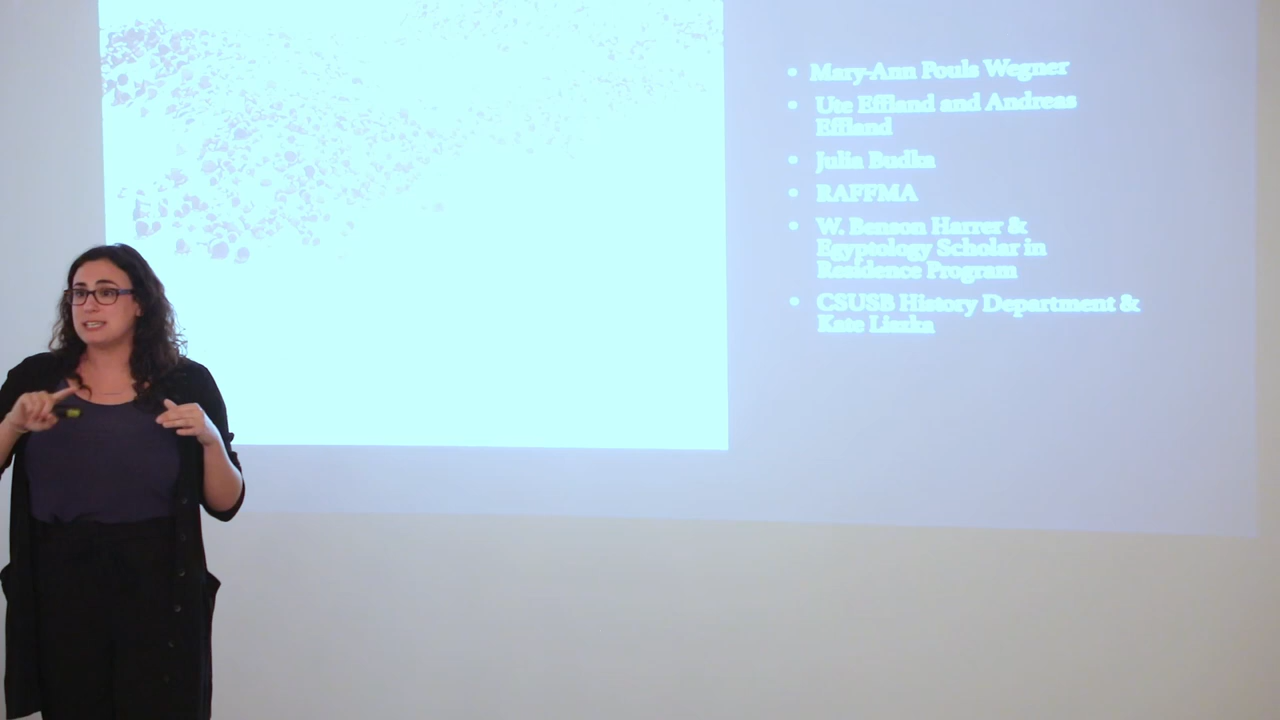 • Mary-Ann Pouls Wegner
• Ute Effland and Andreas
Effland
• Julia Budka
• RAFFMA
• W. Benson Harrer &
Egyptology Scholar in
Residence Program
• CSUSB History Department &
Kate Liszka